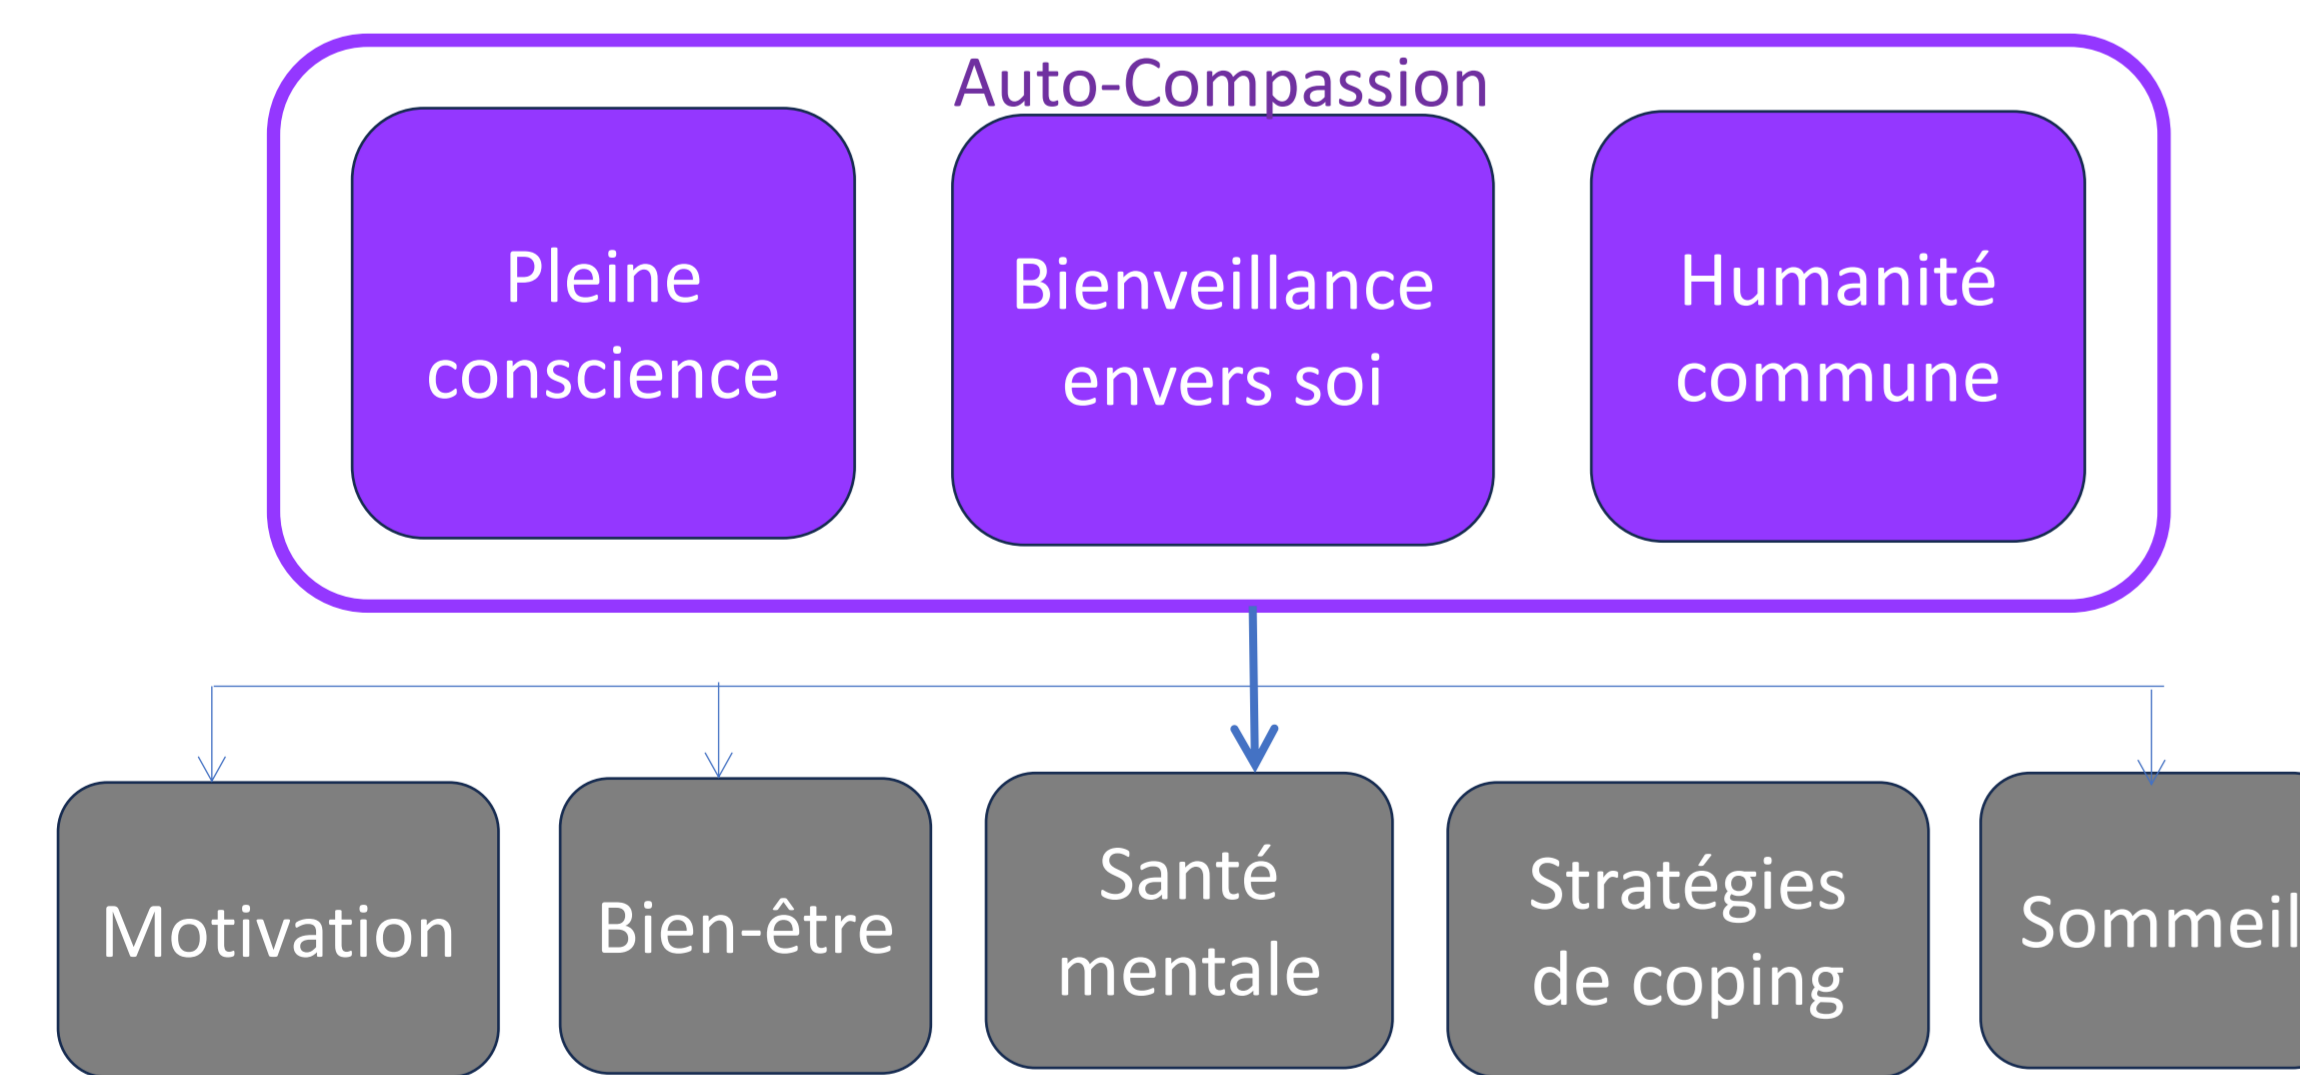 Auto-Compassion
Pleine
conscience
Bienveillance
envers soi
Humanité
commune
Motivation
Bien-être
Santé
mentale
Stratégies
de coping
Sommeil